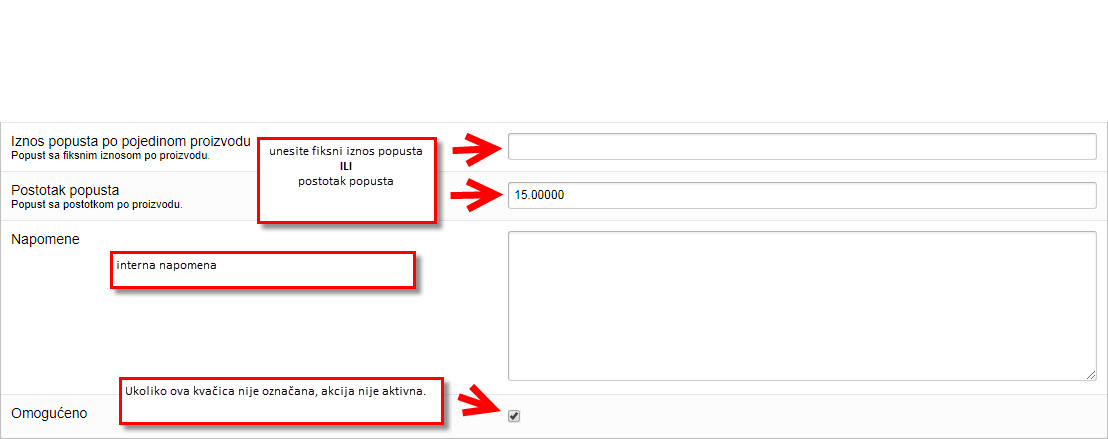 Iznos popusta po pojedinom proizvodu
Popust sa fiksnim iznosom po proizvodu.
unesite fiksni iznos popusta
ILI
postotak popusta
Postotak popusta
Popust sa postotkom po proizvodu.
15.00000
Napomene
interna napomena
Ukoliko ova kvačica nije označana, akcija nije aktivna.
Omogućeno